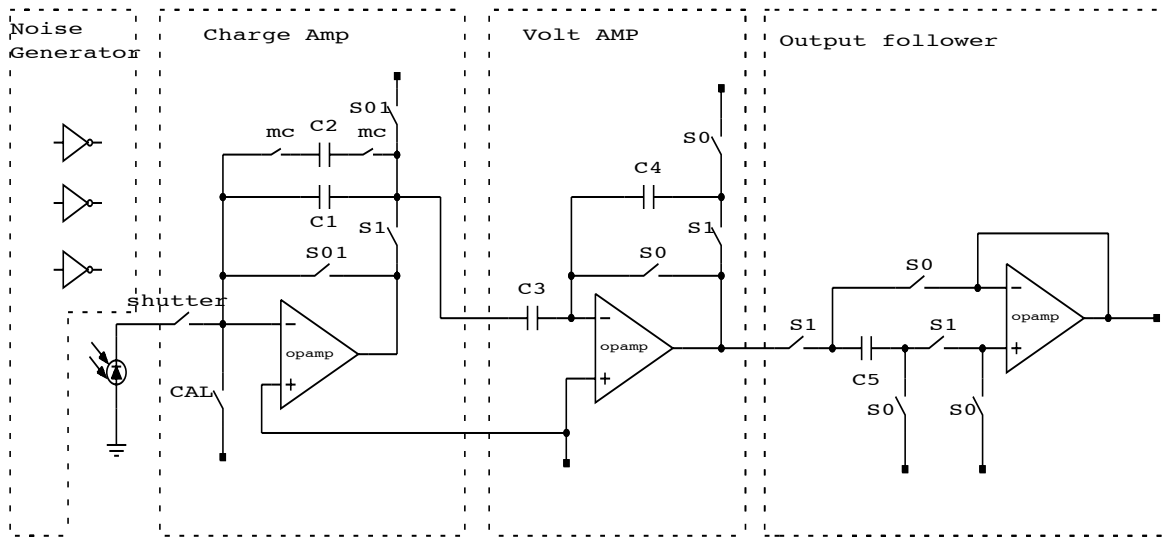 Noise
Generator
Charge Amp
Volt AMP
Output follower
S01
mc
C2
mc
C1
S1
S01
shutter
opamp
−
+
CAL
S0
C4
S1
S0
C3
opamp
−
+
S0
S1
S1
C5
S0
S0
opamp
−
+